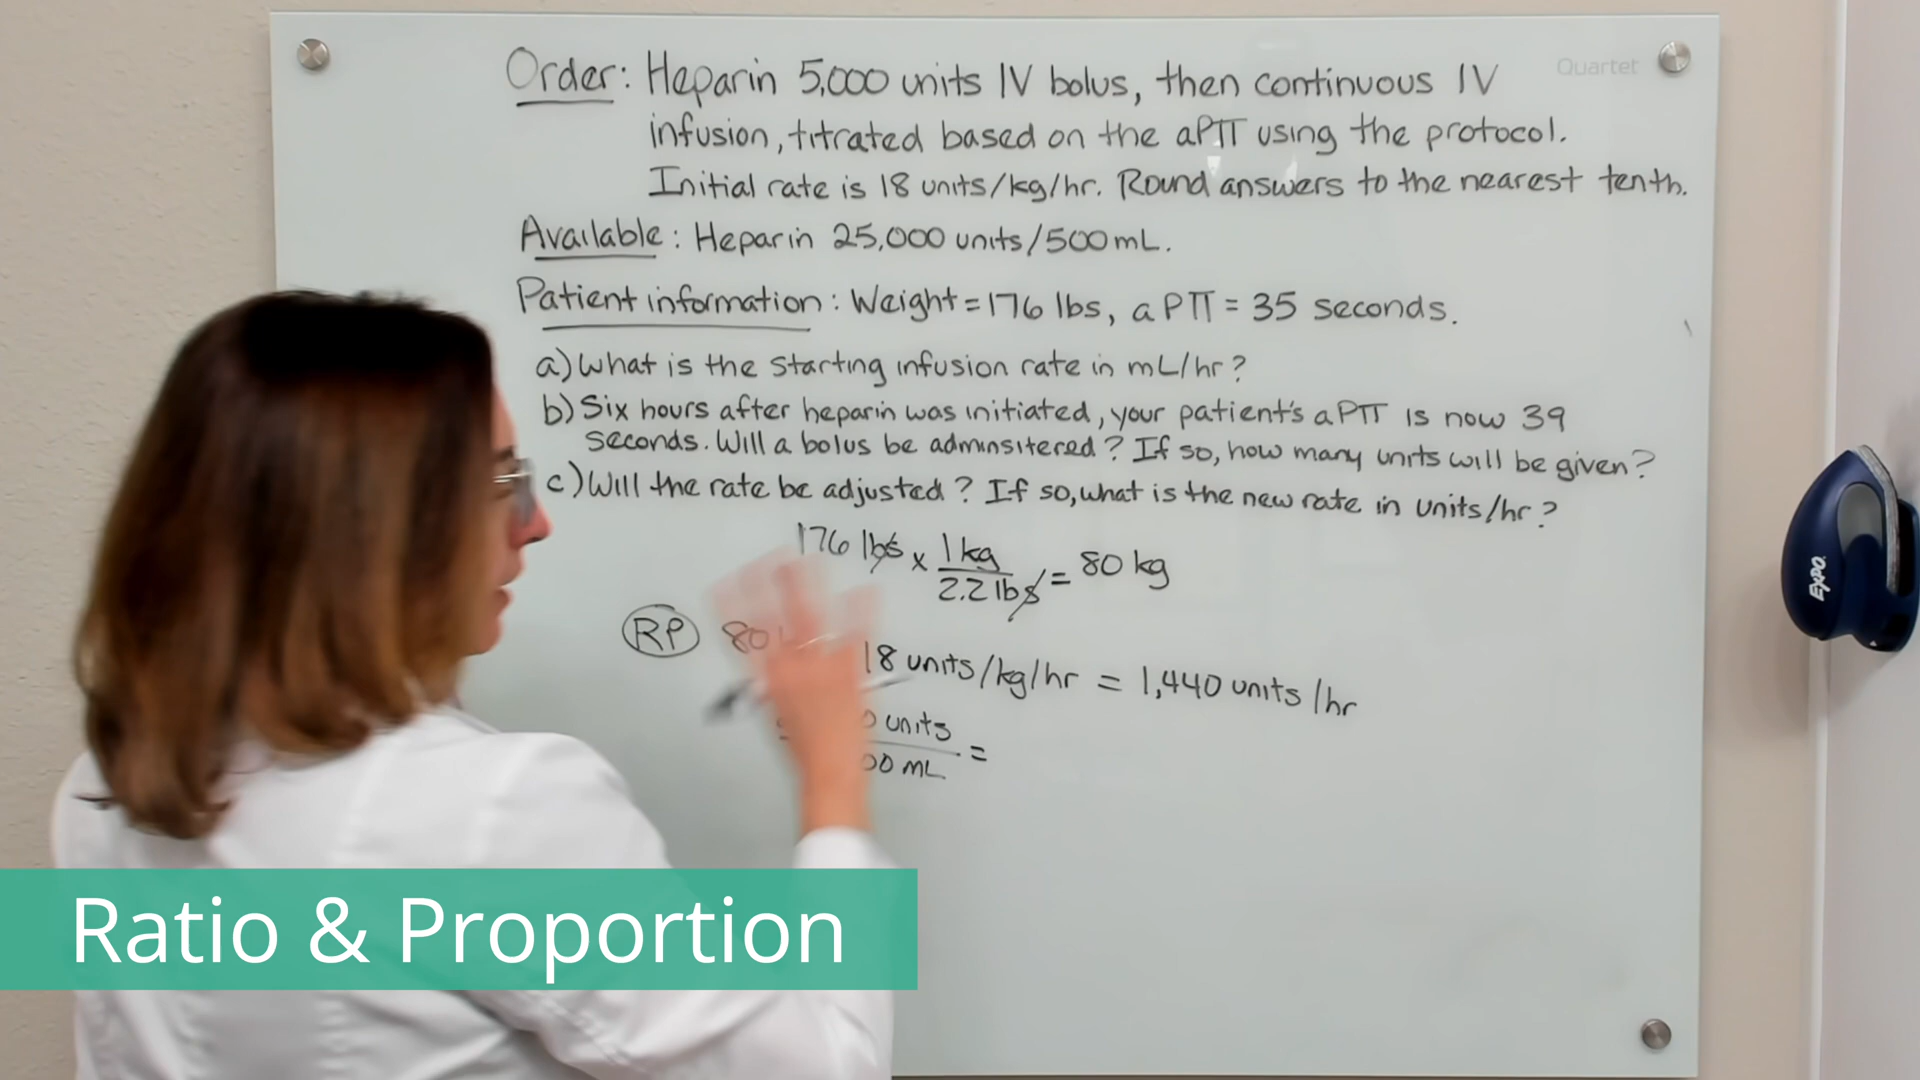 Quartet
Order: Heparin 5,000 units IV bolus, then continuous IV
infusion, titrated based on the aPTT using the protocol.
Initial rate is 18 units/kg/hr. Round answers to the nearest tenth.
Available: Heparin 25,000 units/500 mL.
Patient information: Weight = 176 lbs, aPTT = 35 seconds.
a) What is the starting infusion rate in mL/hr?
b) Six hours after heparin was initiated, your patient's aPTT is now 39
seconds. Will a bolus be adminsitered? If so, how many units will be given?
c) Will the rate be adjusted? If so, what is the new rate in units/hr?
176 lbs x 1 kg / 2.2 lbs = 80 kg
RP 80 18 units/kg/hr = 1,440 units/hr
units
mL =
EXPO
Ratio & Proportion